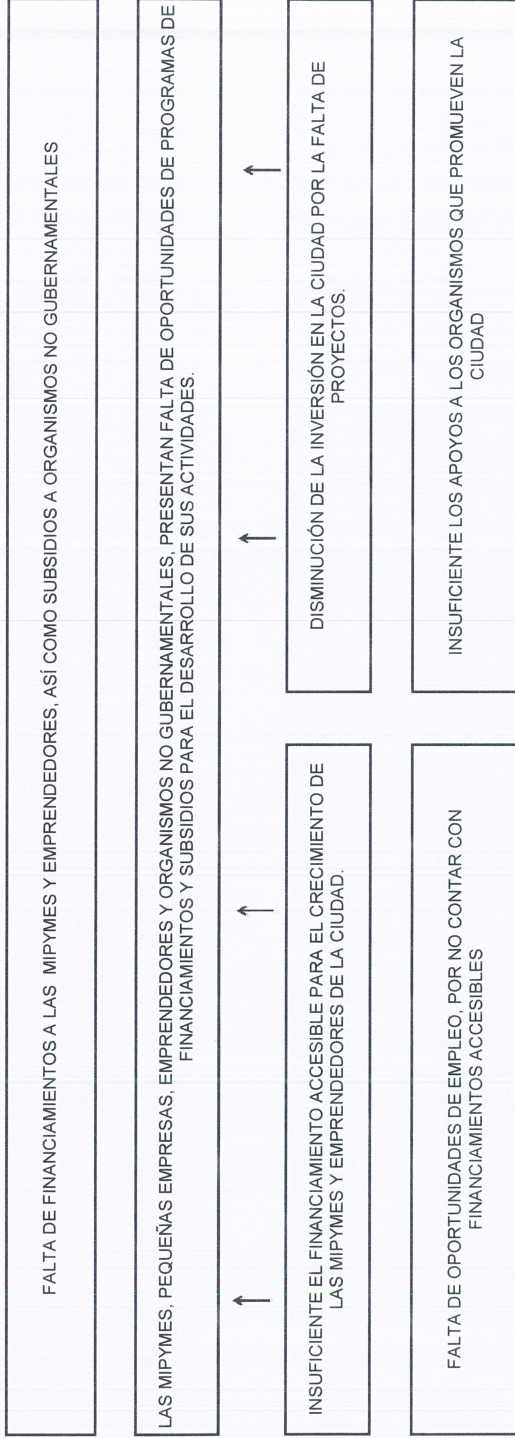 FALTA DE FINANCIAMIENTOS A LAS MIPYMES Y EMPRENDEDORES, ASÍ COMO SUBSIDIOS A ORGANISMOS NO GUBERNAMENTALES
LAS MIPYMES, PEQUEÑAS EMPRESAS, EMPRENDEDORES Y ORGANISMOS NO GUBERNAMENTALES, PRESENTAN FALTA DE OPORTUNIDADES DE PROGRAMAS DE
FINANCIAMIENTOS Y SUBSIDIOS PARA EL DESARROLLO DE SUS ACTIVIDADES.
INSUFICIENTE EL FINANCIAMIENTO ACCESIBLE PARA EL CRECIMIENTO DE
LAS MIPYMES Y EMPRENDEDORES DE LA CIUDAD.
DISMINUCIÓN DE LA INVERSIÓN EN LA CIUDAD POR LA FALTA DE
PROYECTOS.
FALTA DE OPORTUNIDADES DE EMPLEO, POR NO CONTAR CON
FINANCIAMIENTOS ACCESIBLES
INSUFICIENTE LOS APOYOS A LOS ORGANISMOS QUE PROMUEVEN LA
CIUDAD